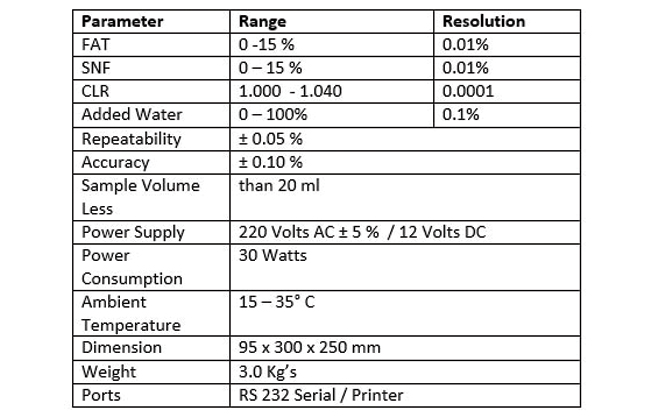 Parameter Range Resolution
FAT 0 -15 % 0.01%
SNF 0 – 15 % 0.01%
CLR 1.000  - 1.040 0.0001
Added Water 0 – 100% 0.1%
Repeatability ± 0.05 %
Accuracy ± 0.10 %
Sample Volume than 20 ml
Less
Power Supply 220 Volts AC ± 5 %  / 12 Volts DC
Power 30 Watts
Consumption
Ambient 15 – 35° C
Temperature
Dimension 95 x 300 x 250 mm
Weight 3.0 Kg’s
Ports RS 232 Serial / Printer